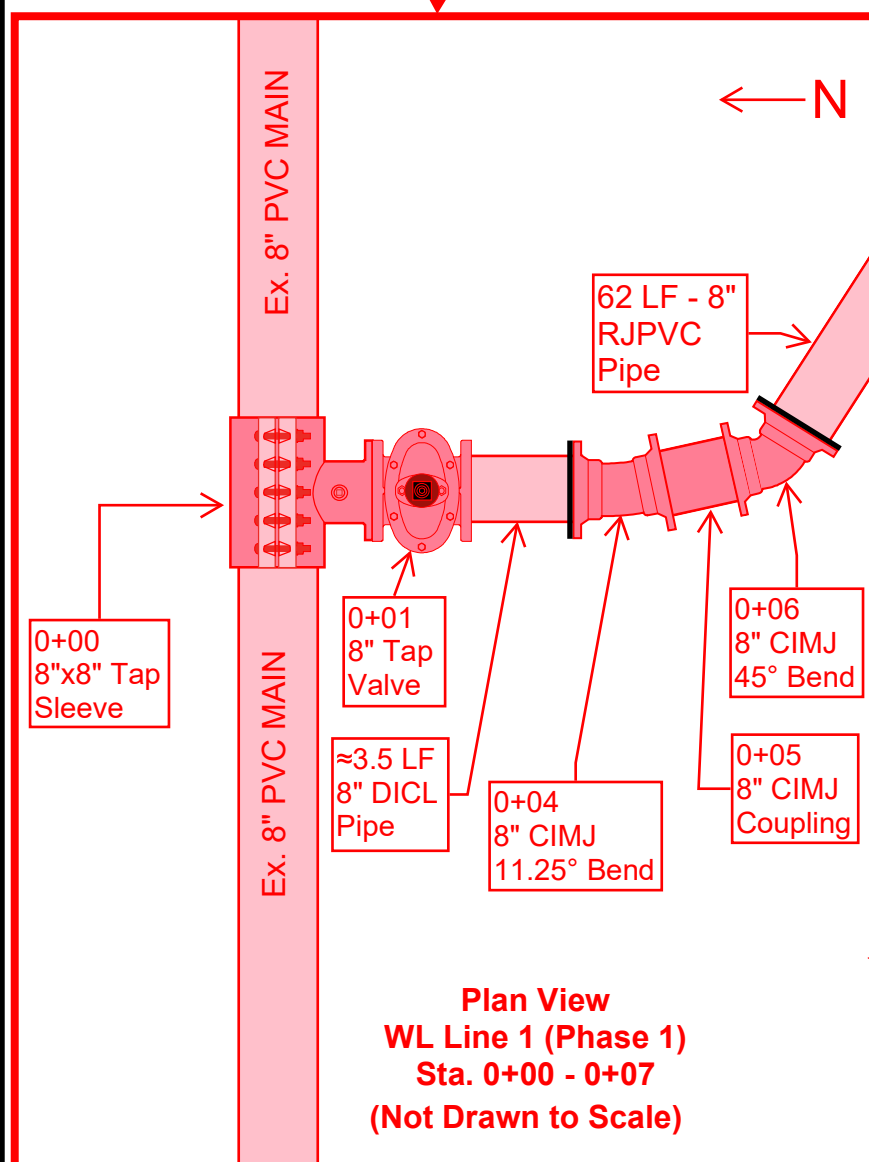 N
Ex. 8" PVC MAIN
62 LF - 8"
RJPVC
Pipe
0+00
8"x8" Tap
Sleeve
0+01
8" Tap
Valve
0+06
8" CIMJ
45° Bend
Ex. 8" PVC MAIN
≈3.5 LF
8" DICL
Pipe
0+04
8" CIMJ
11.25° Bend
0+05
8" CIMJ
Coupling
Plan View
WL Line 1 (Phase 1)
Sta. 0+00 - 0+07
(Not Drawn to Scale)